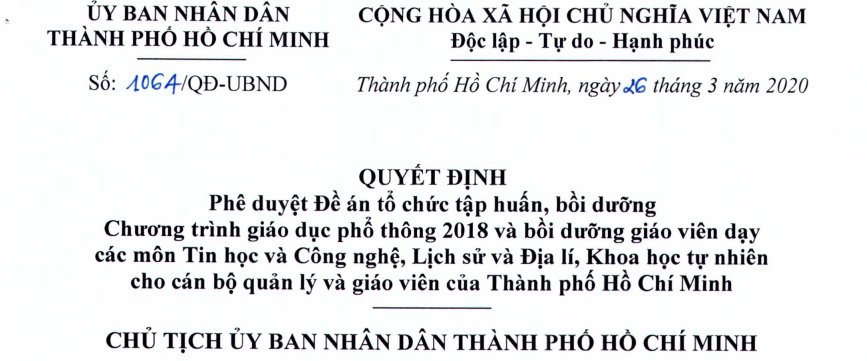 ỦY BAN NHÂN DÂN
THÀNH PHỐ HỒ CHÍ MINH
CỘNG HÒA XÃ HỘI CHỦ NGHĨA VIỆT NAM
Độc lập - Tự do - Hạnh phúc
Số: 1064/QĐ-UBND
Thành phố Hồ Chí Minh, ngày 26 tháng 3 năm 2020
QUYẾT ĐỊNH
Phê duyệt Đề án tổ chức tập huấn, bồi dưỡng
Chương trình giáo dục phổ thông 2018 và bồi dưỡng giáo viên dạy
các môn Tin học và Công nghệ, Lịch sử và Địa lí, Khoa học tự nhiên
cho cán bộ quản lý và giáo viên của Thành phố Hồ Chí Minh
CHỦ TỊCH ỦY BAN NHÂN DÂN THÀNH PHỐ HỒ CHÍ MINH